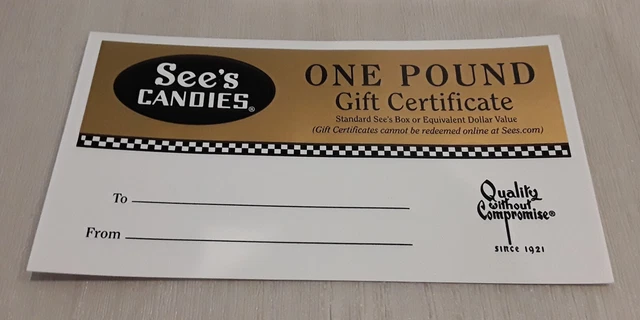 See's
CANDIES®
ONE POUND
Gift Certificate
Standard See's Box or Equivalent Dollar Value
(Gift Certificates cannot be redeemed online at Sees.com)
To
From
Quality
without
Compromise®
since 1921